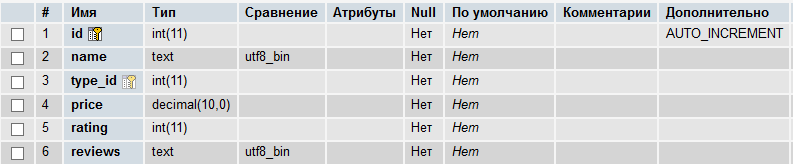 # Имя Тип Сравнение Атрибуты Null По умолчанию Комментарии Дополнительно
1 id int(11) Нет Нет AUTO_INCREMENT
2 name text utf8_bin Нет Нет
3 type_id int(11) Нет Нет
4 price decimal(10,0) Нет Нет
5 rating int(11) Нет Нет
6 reviews text utf8_bin Нет Нет